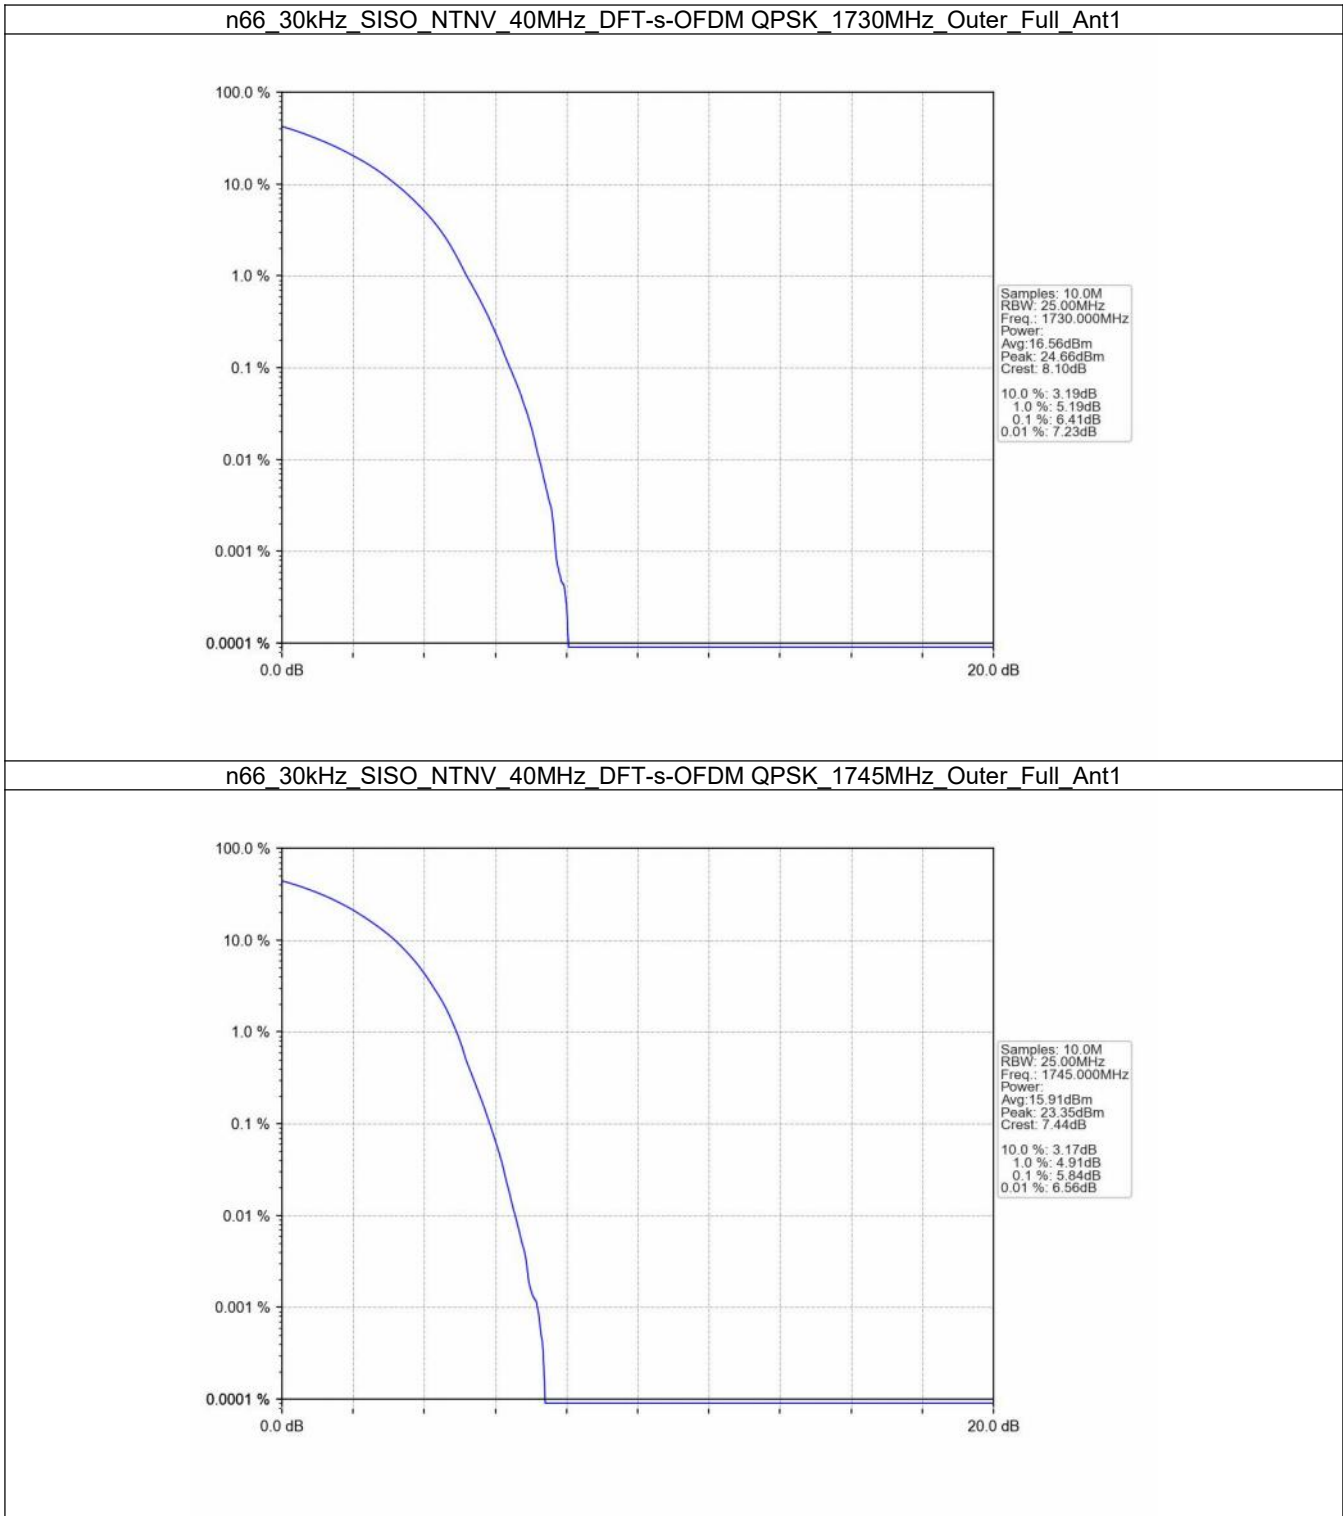 n66_30kHz_SISO_NTNV_40MHz_DFT-s-OFDM QPSK_1730MHz_Outer_Full_Ant1
100.0 %
10.0 %
1.0 %
0.1 %
0.01 %
0.001 %
0.0001 %
0.0 dB
20.0 dB
Samples: 10.0M
RBW: 25.00MHz
Freq.: 1730.000MHz
Power:
Avg:16.56dBm
Peak: 24.66dBm
Crest: 8.10dB
10.0 %: 3.19dB
1.0 %: 5.19dB
0.1 %: 6.41dB
0.01 %: 7.23dB
n66_30kHz_SISO_NTNV_40MHz_DFT-s-OFDM QPSK_1745MHz_Outer_Full_Ant1
100.0 %
10.0 %
1.0 %
0.1 %
0.01 %
0.001 %
0.0001 %
0.0 dB
20.0 dB
Samples: 10.0M
RBW: 25.00MHz
Freq.: 1745.000MHz
Power:
Avg:15.91dBm
Peak: 23.35dBm
Crest: 7.44dB
10.0 %: 3.17dB
1.0 %: 4.91dB
0.1 %: 5.84dB
0.01 %: 6.56dB